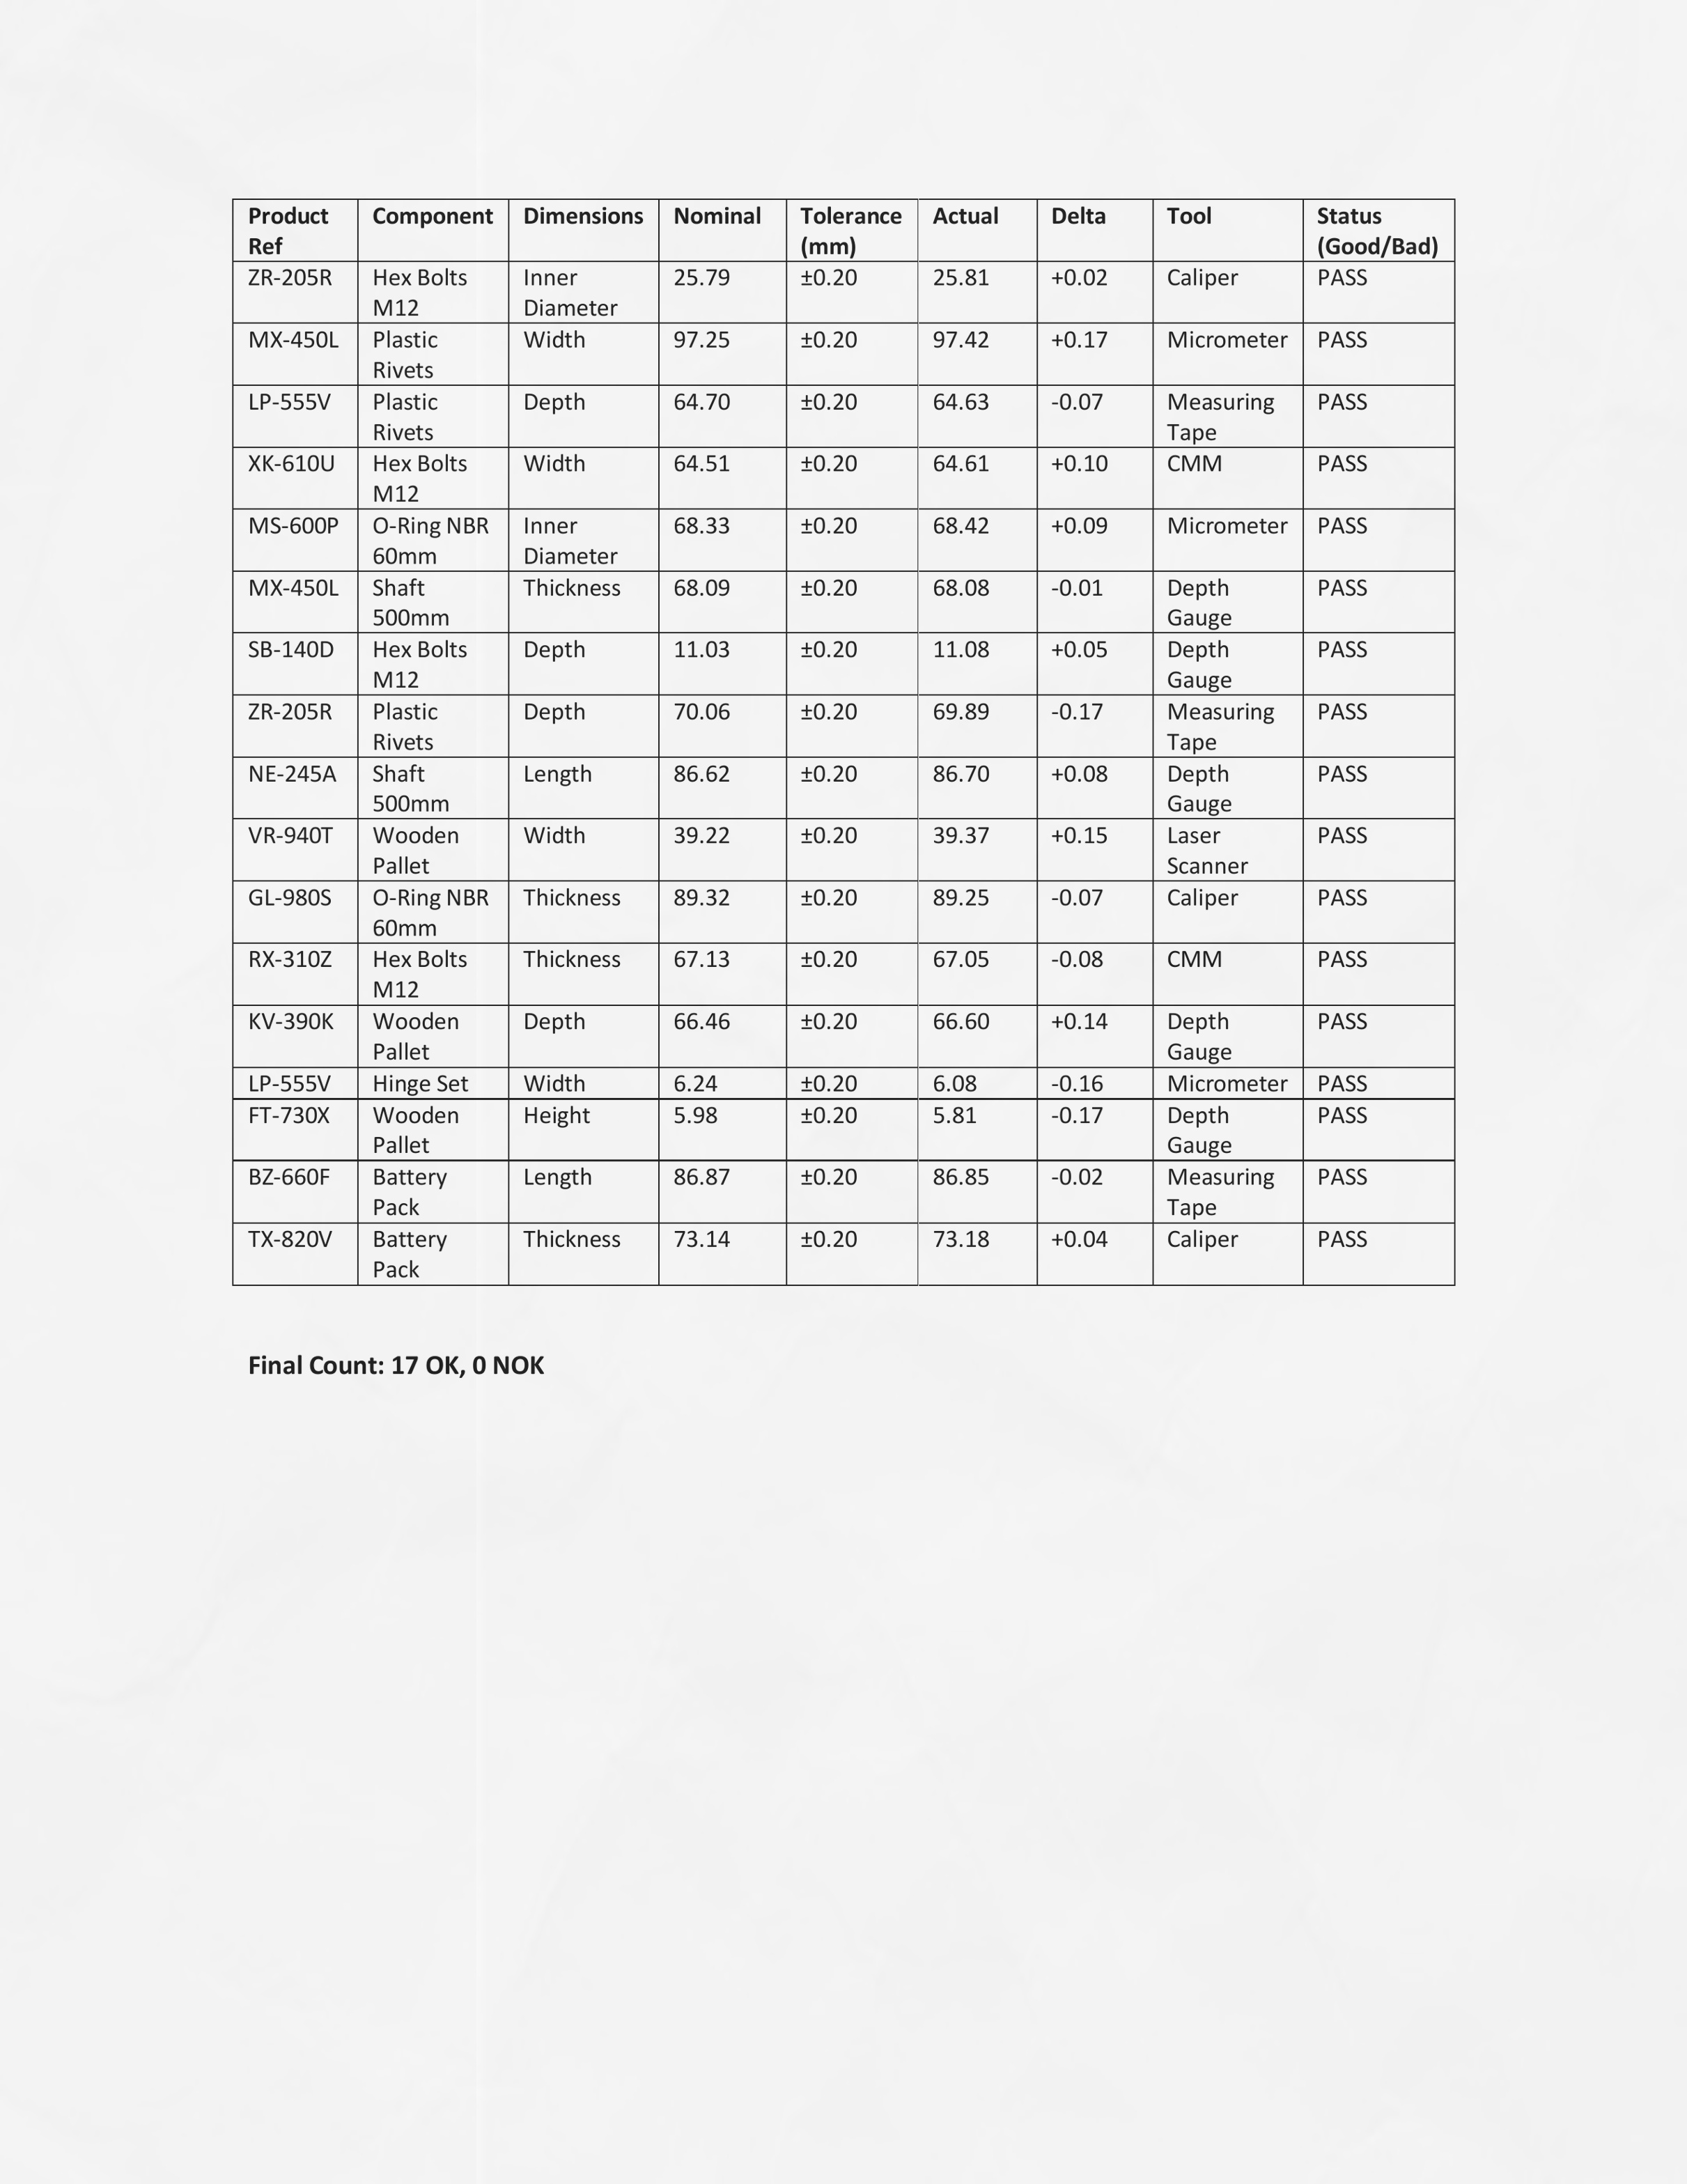 Product Ref Component Dimensions Nominal Tolerance (mm) Actual Delta Tool Status (Good/Bad)
ZR-205R Hex Bolts M12 Inner Diameter 25.79 ±0.20 25.81 +0.02 Caliper PASS
MX-450L Plastic Rivets Width 97.25 ±0.20 97.42 +0.17 Micrometer PASS
LP-555V Plastic Rivets Depth 64.70 ±0.20 64.63 -0.07 Measuring Tape PASS
XK-610U Hex Bolts M12 Width 64.51 ±0.20 64.61 +0.10 CMM PASS
MS-600P O-Ring NBR 60mm Inner Diameter 68.33 ±0.20 68.42 +0.09 Micrometer PASS
MX-450L Shaft 500mm Thickness 68.09 ±0.20 68.08 -0.01 Depth Gauge PASS
SB-140D Hex Bolts M12 Depth 11.03 ±0.20 11.08 +0.05 Depth Gauge PASS
ZR-205R Plastic Rivets Depth 70.06 ±0.20 69.89 -0.17 Measuring Tape PASS
NE-245A Shaft 500mm Length 86.62 ±0.20 86.70 +0.08 Depth Gauge PASS
VR-940T Wooden Pallet Width 39.22 ±0.20 39.37 +0.15 Laser Scanner PASS
GL-980S O-Ring NBR 60mm Thickness 89.32 ±0.20 89.25 -0.07 Caliper PASS
RX-310Z Hex Bolts M12 Thickness 67.13 ±0.20 67.05 -0.08 CMM PASS
KV-390K Wooden Pallet Depth 66.46 ±0.20 66.60 +0.14 Depth Gauge PASS
LP-555V Hinge Set Width 6.24 ±0.20 6.08 -0.16 Micrometer PASS
FT-730X Wooden Pallet Height 5.98 ±0.20 5.81 -0.17 Depth Gauge PASS
BZ-660F Battery Pack Length 86.87 ±0.20 86.85 -0.02 Measuring Tape PASS
TX-820V Battery Pack Thickness 73.14 ±0.20 73.18 +0.04 Caliper PASS
Final Count: 17 OK, 0 NOK